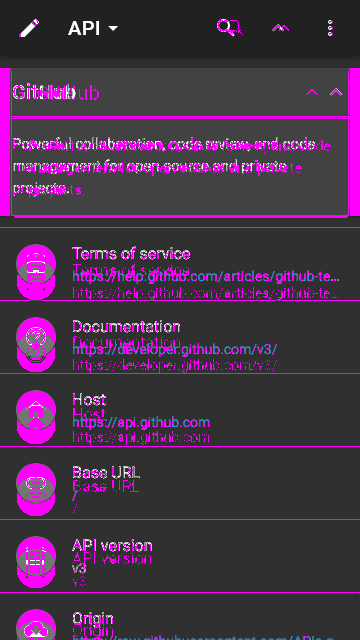 API
GitHub
Powerful collaboration, code review, and code
management for open source and private
projects.
Terms of service
https://help.github.com/articles/github-te...
Documentation
https://developer.github.com/v3/
Host
https://api.github.com
Base URL
/
API version
v3
Origin